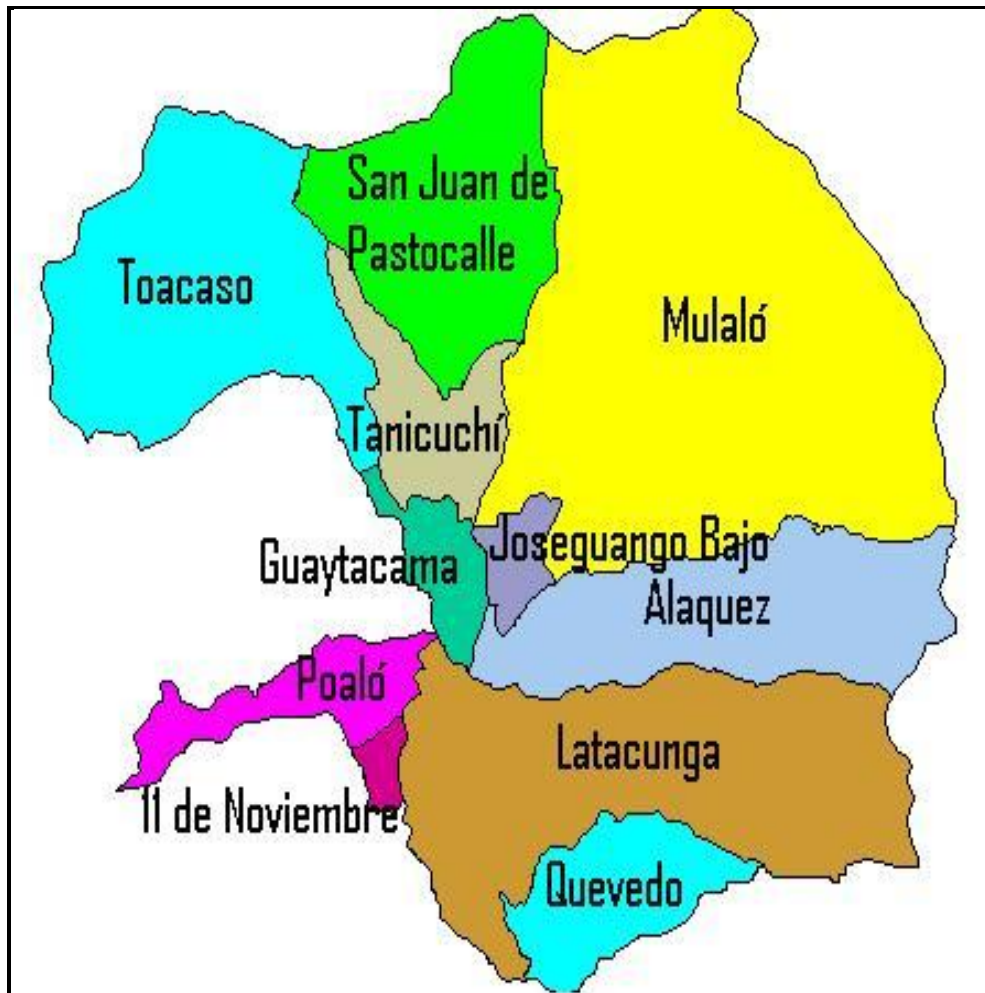 San Juan de
Pastocalle
Toacaso
Mulaló
Tanicuchí
Joseguango Bajo
Guaytacama
Alaquez
Poaló
Latacunga
11 de Noviembre
Quevedo